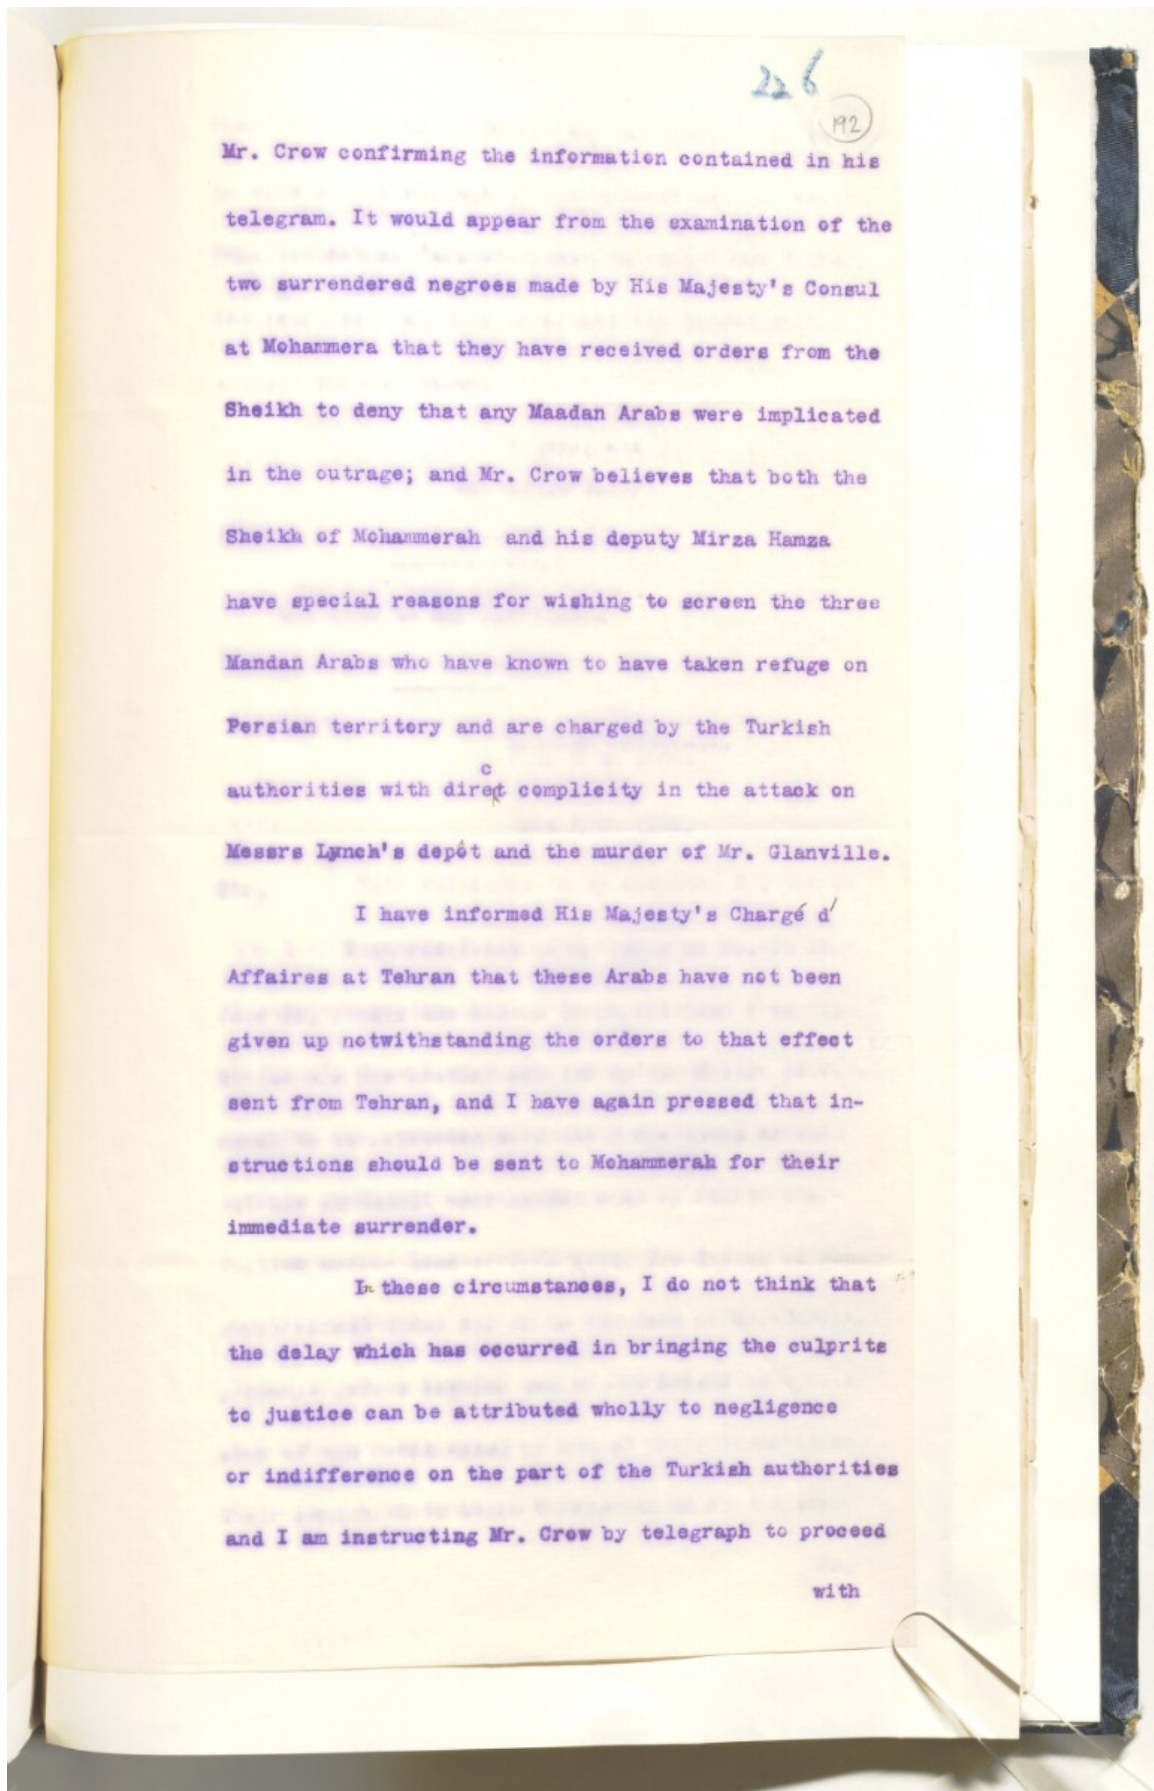 226
192
Mr. Crow confirming the information contained in his
telegram. It would appear from the examination of the
two surrendered negroes made by His Majesty's Consul
at Mohammera that they have received orders from the
Sheikh to deny that any Maadan Arabs were implicated
in the outrage; and Mr. Crow believes that both the
Sheikh of Mohammerah and his deputy Mirza Hamza
have special reasons for wishing to screen the three
Mandan Arabs who have known to have taken refuge on
Persian territory and are charged by the Turkish
authorities with direct complicity in the attack on
Messrs Lynch's depôt and the murder of Mr. Glanville.
I have informed His Majesty's Chargé d'
Affaires at Tehran that these Arabs have not been
given up notwithstanding the orders to that effect
sent from Tehran, and I have again pressed that in-
structions should be sent to Mohammerah for their
immediate surrender.
In these circumstances, I do not think that
the delay which has occurred in bringing the culprits
to justice can be attributed wholly to negligence
or indifference on the part of the Turkish authorities
and I am instructing Mr. Crow by telegraph to proceed
with